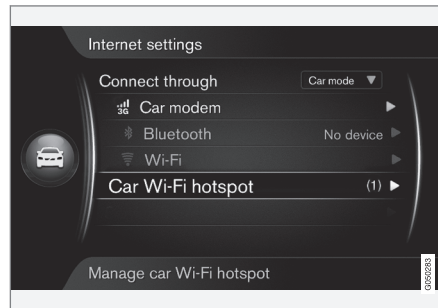 Internet settings
Connect through Car mode
3G Car modem
Bluetooth No device
Wi-Fi
Car Wi-Fi hotspot (1)
Manage car Wi-Fi hotspot
G050283